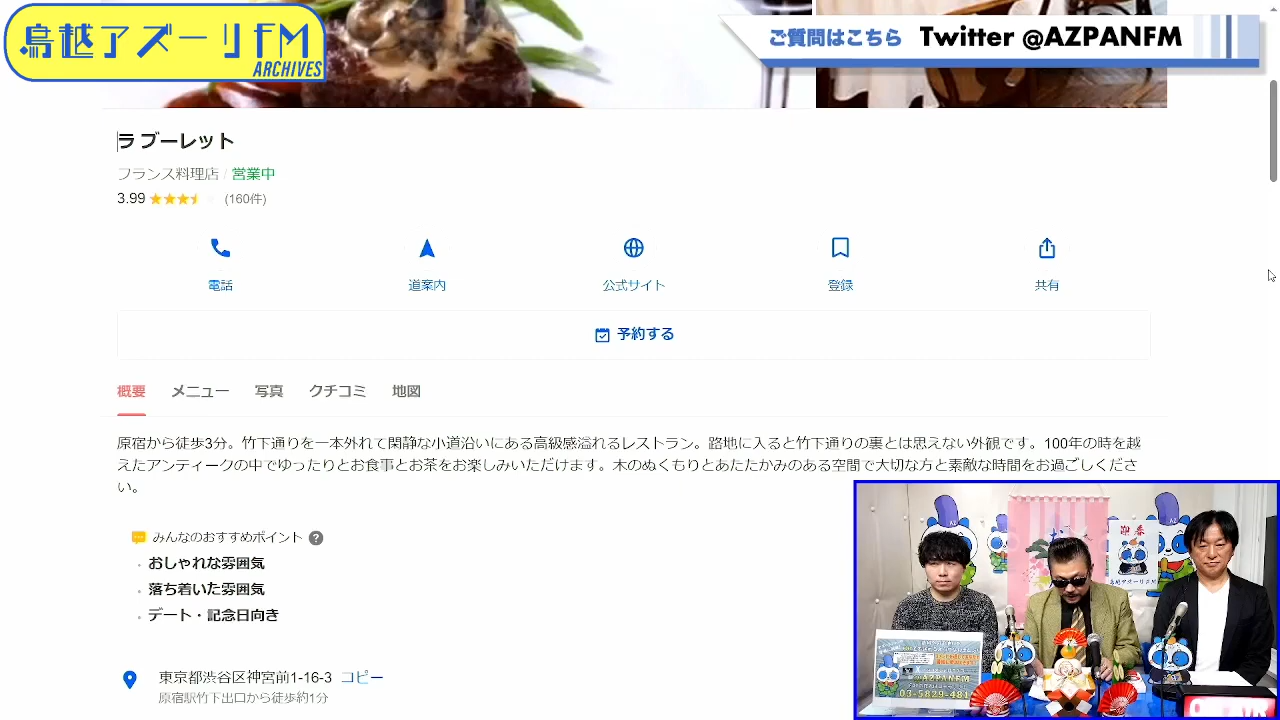 鳥越アズーリFM
ARCHIVES
ご質問はこちら Twitter @AZPANFM
ラ ブーレット
フランス料理店 / 営業中
3.99 (160件)
電話
道案内
公式サイト
登録
共有
予約する
概要 メニュー 写真 クチコミ 地図
原宿から徒歩3分。竹下通りを一本外れて閑静な小道沿いにある高級感溢れるレストラン。路地に入ると竹下通りの裏とは思えない外観です。100年の時を越
えたアンティークの中でゆったりとお食事とお茶をお楽しみいただけます。木のぬくもりとあたたかみのある空間で大切な方と素敵な時間をお過ごしくださ
い。
みんなのおすすめポイント ?
おしゃれな雰囲気
落ち着いた雰囲気
デート・記念日向き
東京都渋谷区神宮前1-16-3 コピー
原宿駅竹下出口から徒歩約1分
迎春
@AZPANFM